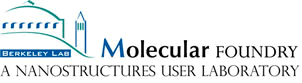 BERKELEY LAB
Molecular FOUNDRY
A NANOSTRUCTURES USER LABORATORY